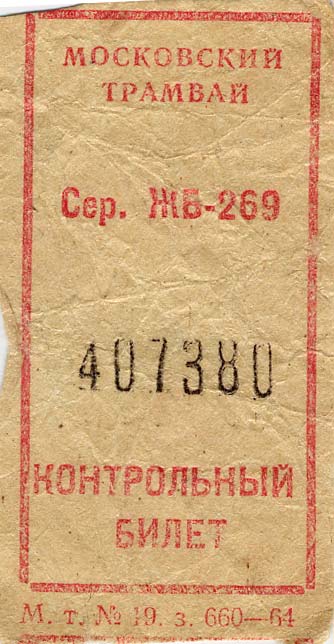 МОСКОВСКИЙ
ТРАМВАЙ
Сер. ЖБ-269
407380
КОНТРОЛЬНЫЙ
БИЛЕТ
М. т. № 19. з. 660—64